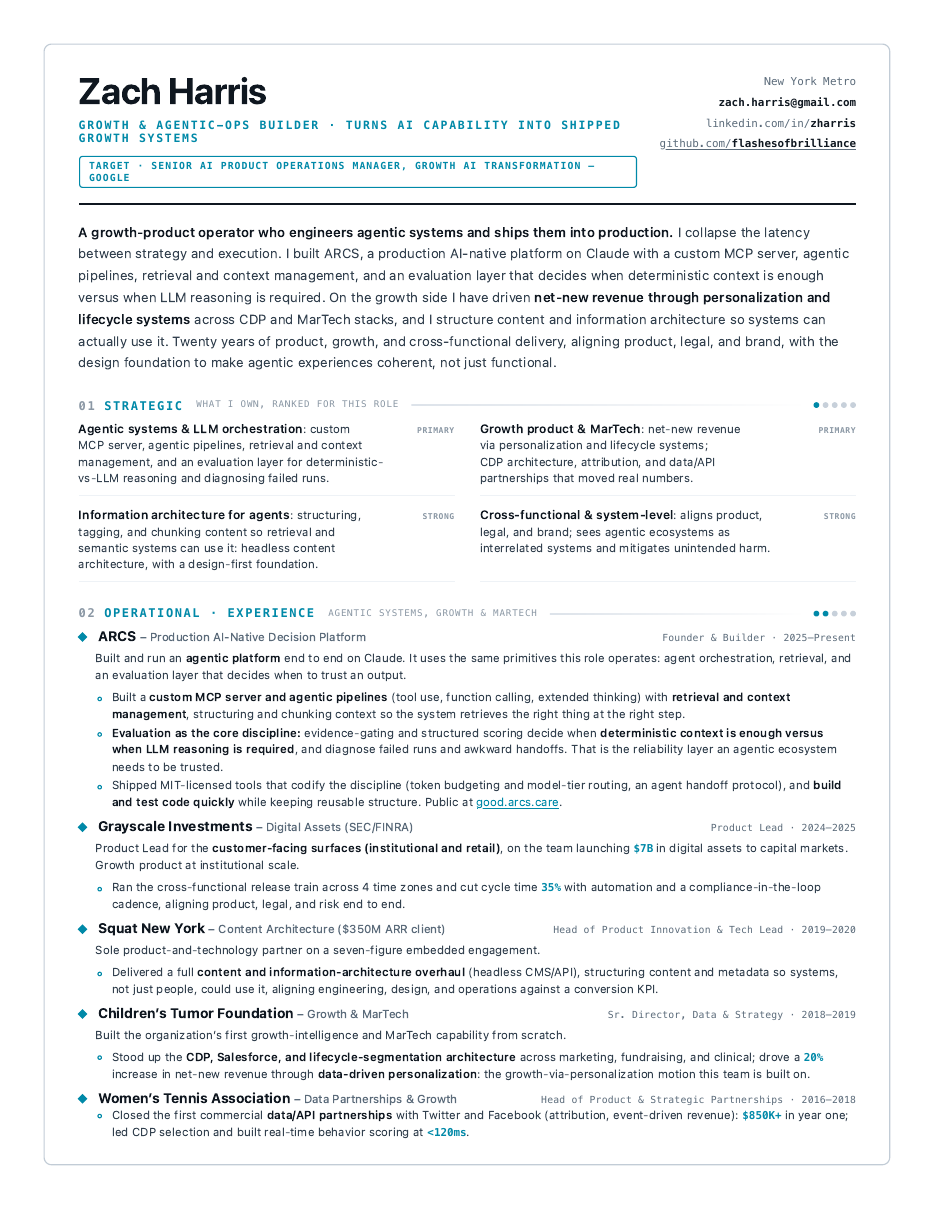 Zach Harris
GROWTH & AGENTIC-OPS BUILDER · TURNS AI CAPABILITY INTO SHIPPED
GROWTH SYSTEMS
TARGET · SENIOR AI PRODUCT OPERATIONS MANAGER, GROWTH AI TRANSFORMATION —
GOOGLE
New York Metro
zach.harris@gmail.com
linkedin.com/in/zharris
github.com/flashesofbrilliance
A growth-product operator who engineers agentic systems and ships them into production. I collapse the latency
between strategy and execution. I built ARCS, a production AI-native platform on Claude with a custom MCP server, agentic
pipelines, retrieval and context management, and an evaluation layer that decides when deterministic context is enough
versus when LLM reasoning is required. On the growth side I have driven net-new revenue through personalization and
lifecycle systems across CDP and MarTech stacks, and I structure content and information architecture so systems can
actually use it. Twenty years of product, growth, and cross-functional delivery, aligning product, legal, and brand, with the
design foundation to make agentic experiences coherent, not just functional.
01 STRATEGIC WHAT I OWN, RANKED FOR THIS ROLE
Agentic systems & LLM orchestration: custom PRIMARY
MCP server, agentic pipelines, retrieval and context
management, and an evaluation layer for deterministic-
vs-LLM reasoning and diagnosing failed runs.
Growth product & MarTech: net-new revenue PRIMARY
via personalization and lifecycle systems;
CDP architecture, attribution, and data/API
partnerships that moved real numbers.
Information architecture for agents: structuring, STRONG
tagging, and chunking content so retrieval and
semantic systems can use it: headless content
architecture, with a design-first foundation.
Cross-functional & system-level: aligns product, STRONG
legal, and brand; sees agentic ecosystems as
interrelated systems and mitigates unintended harm.
02 OPERATIONAL · EXPERIENCE AGENTIC SYSTEMS, GROWTH & MARTECH
ARCS – Production AI-Native Decision Platform Founder & Builder · 2025–Present
Built and run an agentic platform end to end on Claude. It uses the same primitives this role operates: agent orchestration, retrieval, and
an evaluation layer that decides when to trust an output.
Built a custom MCP server and agentic pipelines (tool use, function calling, extended thinking) with retrieval and context
management, structuring and chunking context so the system retrieves the right thing at the right step.
Evaluation as the core discipline: evidence-gating and structured scoring decide when deterministic context is enough versus
when LLM reasoning is required, and diagnose failed runs and awkward handoffs. That is the reliability layer an agentic ecosystem
needs to be trusted.
Shipped MIT-licensed tools that codify the discipline (token budgeting and model-tier routing, an agent handoff protocol), and build
and test code quickly while keeping reusable structure. Public at good.arcs.care.
Grayscale Investments – Digital Assets (SEC/FINRA) Product Lead · 2024–2025
Product Lead for the customer-facing surfaces (institutional and retail), on the team launching $7B in digital assets to capital markets.
Growth product at institutional scale.
Ran the cross-functional release train across 4 time zones and cut cycle time 35% with automation and a compliance-in-the-loop
cadence, aligning product, legal, and risk end to end.
Squat New York – Content Architecture ($350M ARR client) Head of Product Innovation & Tech Lead · 2019–2020
Sole product-and-technology partner on a seven-figure embedded engagement.
Delivered a full content and information-architecture overhaul (headless CMS/API), structuring content and metadata so systems,
not just people, could use it, aligning engineering, design, and operations against a conversion KPI.
Children’s Tumor Foundation – Growth & MarTech Sr. Director, Data & Strategy · 2018–2019
Built the organization’s first growth-intelligence and MarTech capability from scratch.
Stood up the CDP, Salesforce, and lifecycle-segmentation architecture across marketing, fundraising, and clinical; drove a 20%
increase in net-new revenue through data-driven personalization: the growth-via-personalization motion this team is built on.
Women’s Tennis Association – Data Partnerships & Growth Head of Product & Strategic Partnerships · 2016–2018
Closed the first commercial data/API partnerships with Twitter and Facebook (attribution, event-driven revenue): $850K+ in year one;
led CDP selection and built real-time behavior scoring at <120ms.